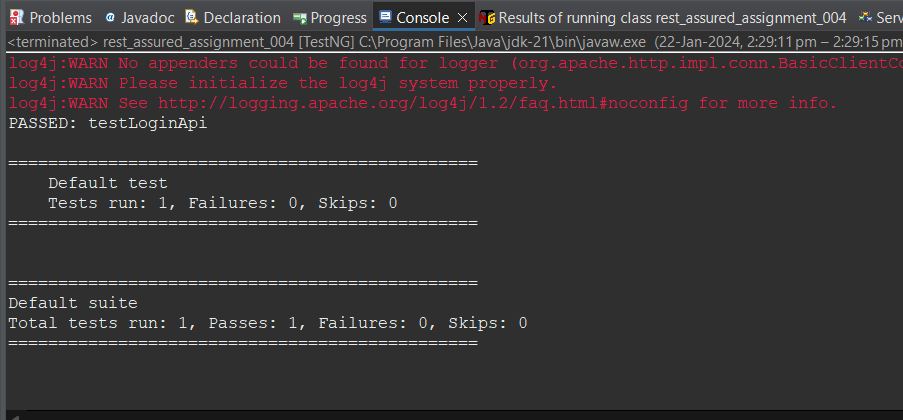 Problems @ Javadoc Declaration Progress Console Results of running class rest_assured_assignment_004
<terminated> rest_assured_assignment_004 [TestNG] C:\Program Files\Java\jdk-21\bin\javaw.exe (22-Jan-2024, 2:29:11 pm – 2:29:15 pm
log4j:WARN No appenders could be found for logger (org.apache.http.impl.conn.BasicClientCo
log4j:WARN Please initialize the log4j system properly.
log4j:WARN See http://logging.apache.org/log4j/1.2/faq.html#noconfig for more info.
PASSED: testLoginApi
===============================================
Default test
Tests run: 1, Failures: 0, Skips: 0
===============================================
===============================================
Default suite
Total tests run: 1, Passes: 1, Failures: 0, Skips: 0
===============================================